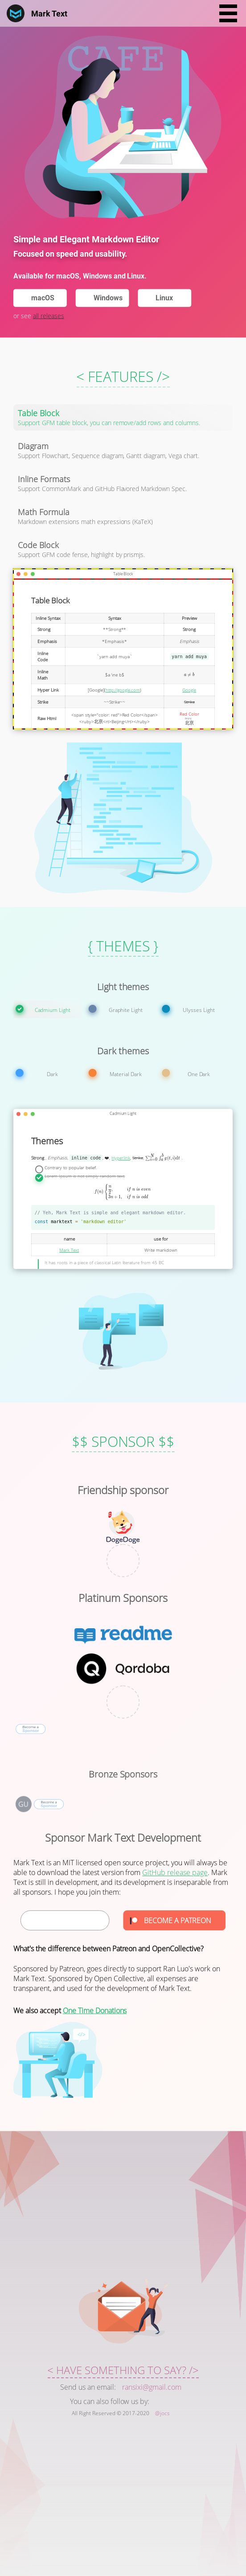 Mark Text
CAFE
Simple and Elegant Markdown Editor
Focused on speed and usability.
Available for macOS, Windows and Linux.
macOS
Windows
Linux
or see all releases
< FEATURES />
Table Block
Support GFM table block, you can remove/add rows and columns.
Diagram
Support Flowchart, Sequence diagram, Gantt diagram, Vega chart.
Inline Formats
Support CommonMark and GitHub Flavored Markdown Spec.
Math Formula
Markdown extensions math expressions (KaTeX)
Code Block
Support GFM code fense, highlight by prismjs.
Table Block
Table Block
Inline Syntax Syntax Preview
Strong **Strong** Strong
Emphasis *Emphasis* Emphasis
Inline Code `yarn add muya` yarn add muya
Inline Math $a \ne b$ a ≠ b
Hyper Link [Google](https://google.com) Google
Strike ~~Strike~~ Strike
Raw Html
Red Color
{ THEMES }
Light themes
Cadmium Light
Graphite Light
Ulysses Light
Dark themes
Dark
Material Dark
One Dark
Cadmium Light
Themes
Strong, Emphasis, inline code, ❤️, Hyperlink, Strike,
Contrary to popular belief
f(n) { n/2, if n is even
3n + 1, if n is odd
// Yeh, Mark Text is simple and elegant markdown editor.
const marktext = 'markdown editor'
name use for
Mark Text Write markdown
It has roots in a piece of classical Latin literature from 45 BC
$$ SPONSOR $$
Friendship sponsor
DogeDoge
Platinum Sponsors
readme
Qordoba
Become a
Sponsor
Bronze Sponsors
GU
Become a
Sponsor
Sponsor Mark Text Development
Mark Text is an MIT licensed open source project, you will always be
able to download the latest version from GitHub release page. Mark
Text is still in development, and its development is inseparable from
all sponsors. I hope you join them:
BECOME A PATREON
What's the difference between Patreon and OpenCollective?
Sponsored by Patreon, goes directly to support Ran Luo's work on
Mark Text. Sponsored by Open Collective, all expenses are
transparent, and used for the development of Mark Text.
We also accept One Time Donations
< HAVE SOMETHING TO SAY? />
Send us an email: ransixi@gmail.com
You can also follow us by:
All Right Reserved © 2017-2020 @Jocs